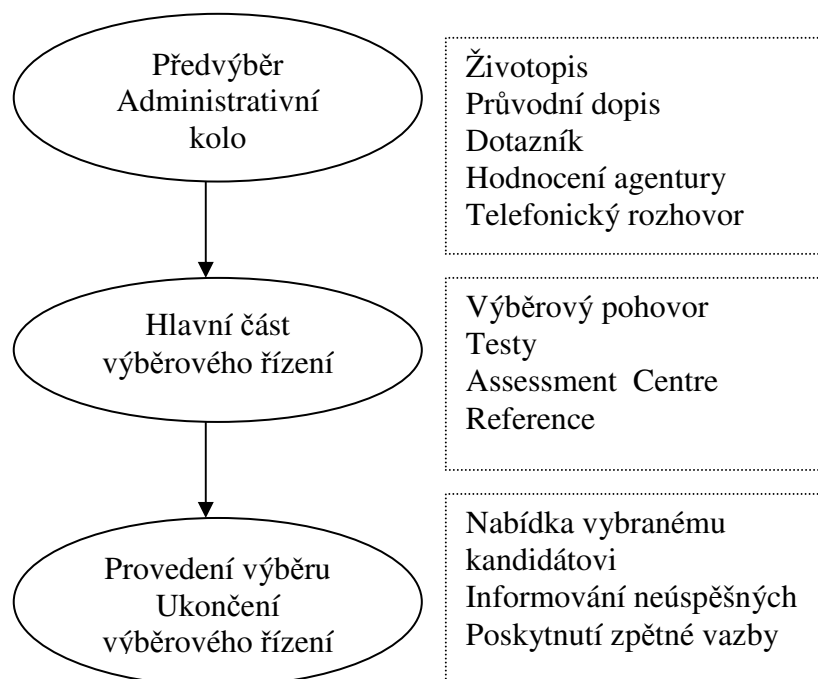 Předvýběr
Administrativní
kolo
Životopis
Průvodní dopis
Dotazník
Hodnocení agentury
Telefonický rozhovor
Hlavní část
výběrového řízení
Výběrový pohovor
Testy
Assessment Centre
Reference
Provedení výběru
Ukončení
výběrového řízení
Nabídka vybranému
kandidátovi
Informování neúspěšných
Poskytnutí zpětné vazby